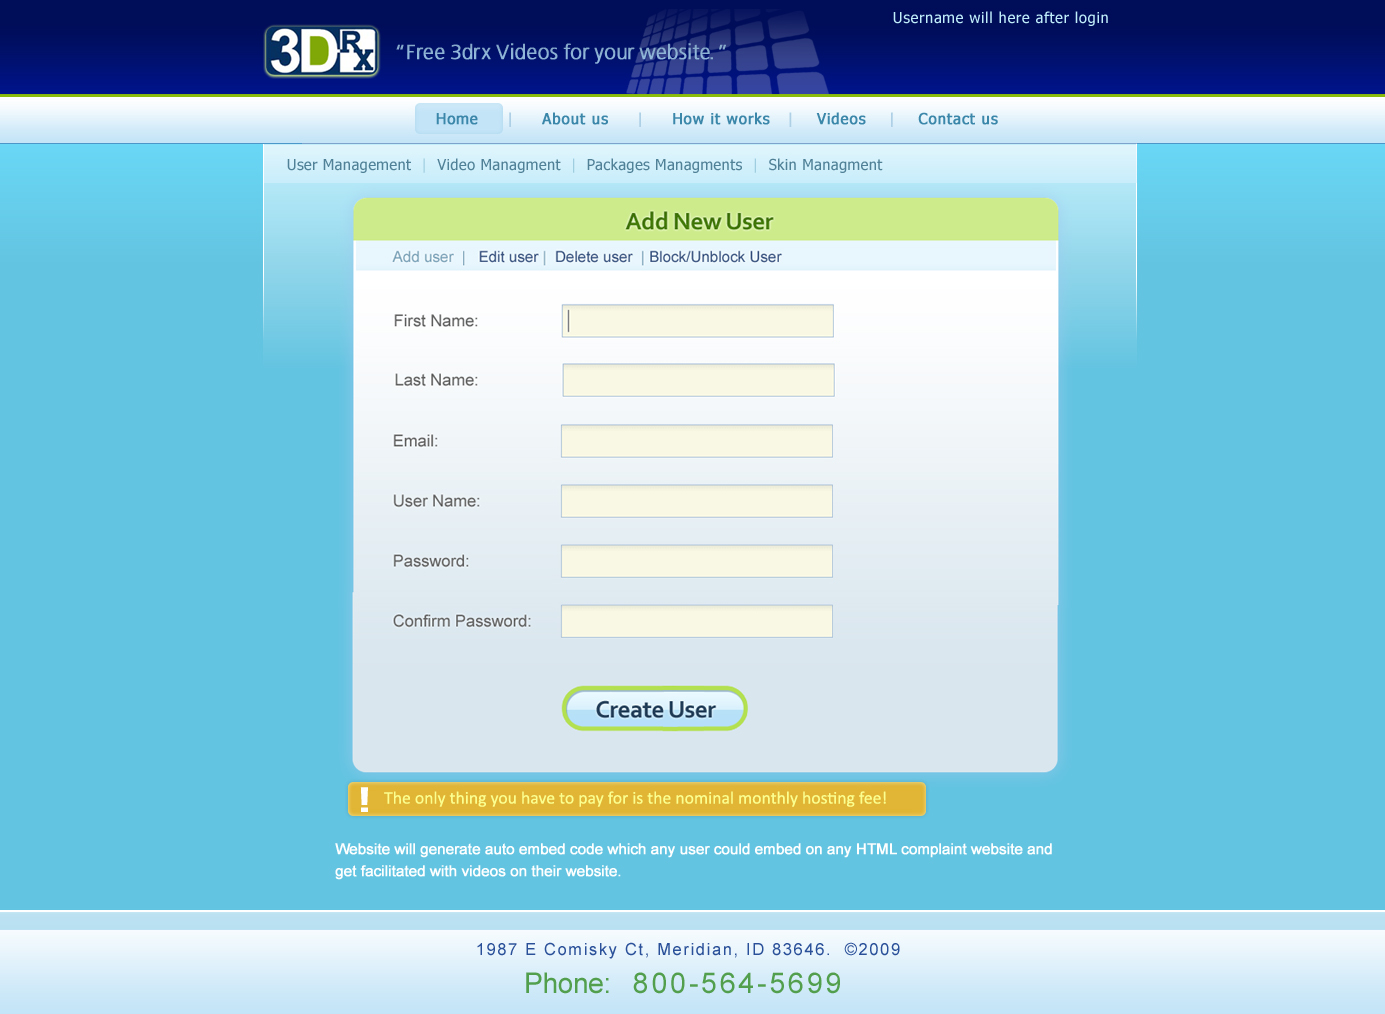 Username will here after login
3DRx
“Free 3drx Videos for your website.”
Home | About us | How it works | Videos | Contact us
User Management | Video Managment | Packages Managments | Skin Managment
Add New User
Add user | Edit user | Delete user | Block/Unblock User
First Name:
Last Name:
Email:
User Name:
Password:
Confirm Password:
Create User
! The only thing you have to pay for is the nominal monthly hosting fee!
Website will generate auto embed code which any user could embed on any HTML complaint website and
get facilitated with videos on their website.
1987 E Comisky Ct, Meridian, ID 83646. ©2009
Phone: 800-564-5699